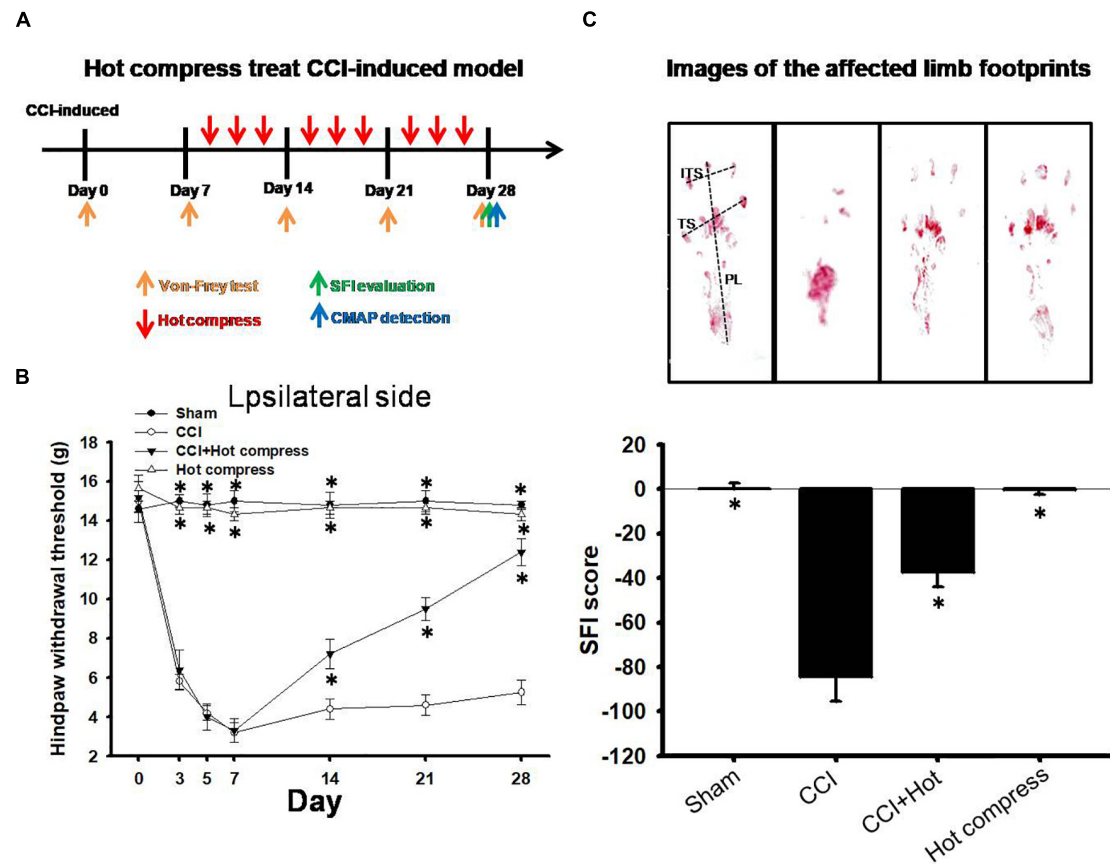 A
Hot compress treat CCI-induced model
CCI-induced
Day 0
Day 7
Day 14
Day 21
Day 28
Von-Frey test
SFI evaluation
Hot compress
CMAP detection
B
Lpsilateral side
Sham
CCI
CCI+Hot compress
Hot compress
Hindpaw withdrawal threshold (g)
18
16
14
12
10
8
6
4
2
* * * * * *
* * * * * *
*
* *
0 3 5 7 14 21 28
Day
C
Images of the affected limb footprints
ITS
TS
PL
SFI score
20
0
-20
-40
-60
-80
-100
-120
* * *
Sham
CCI
CCI+Hot
Hot compress